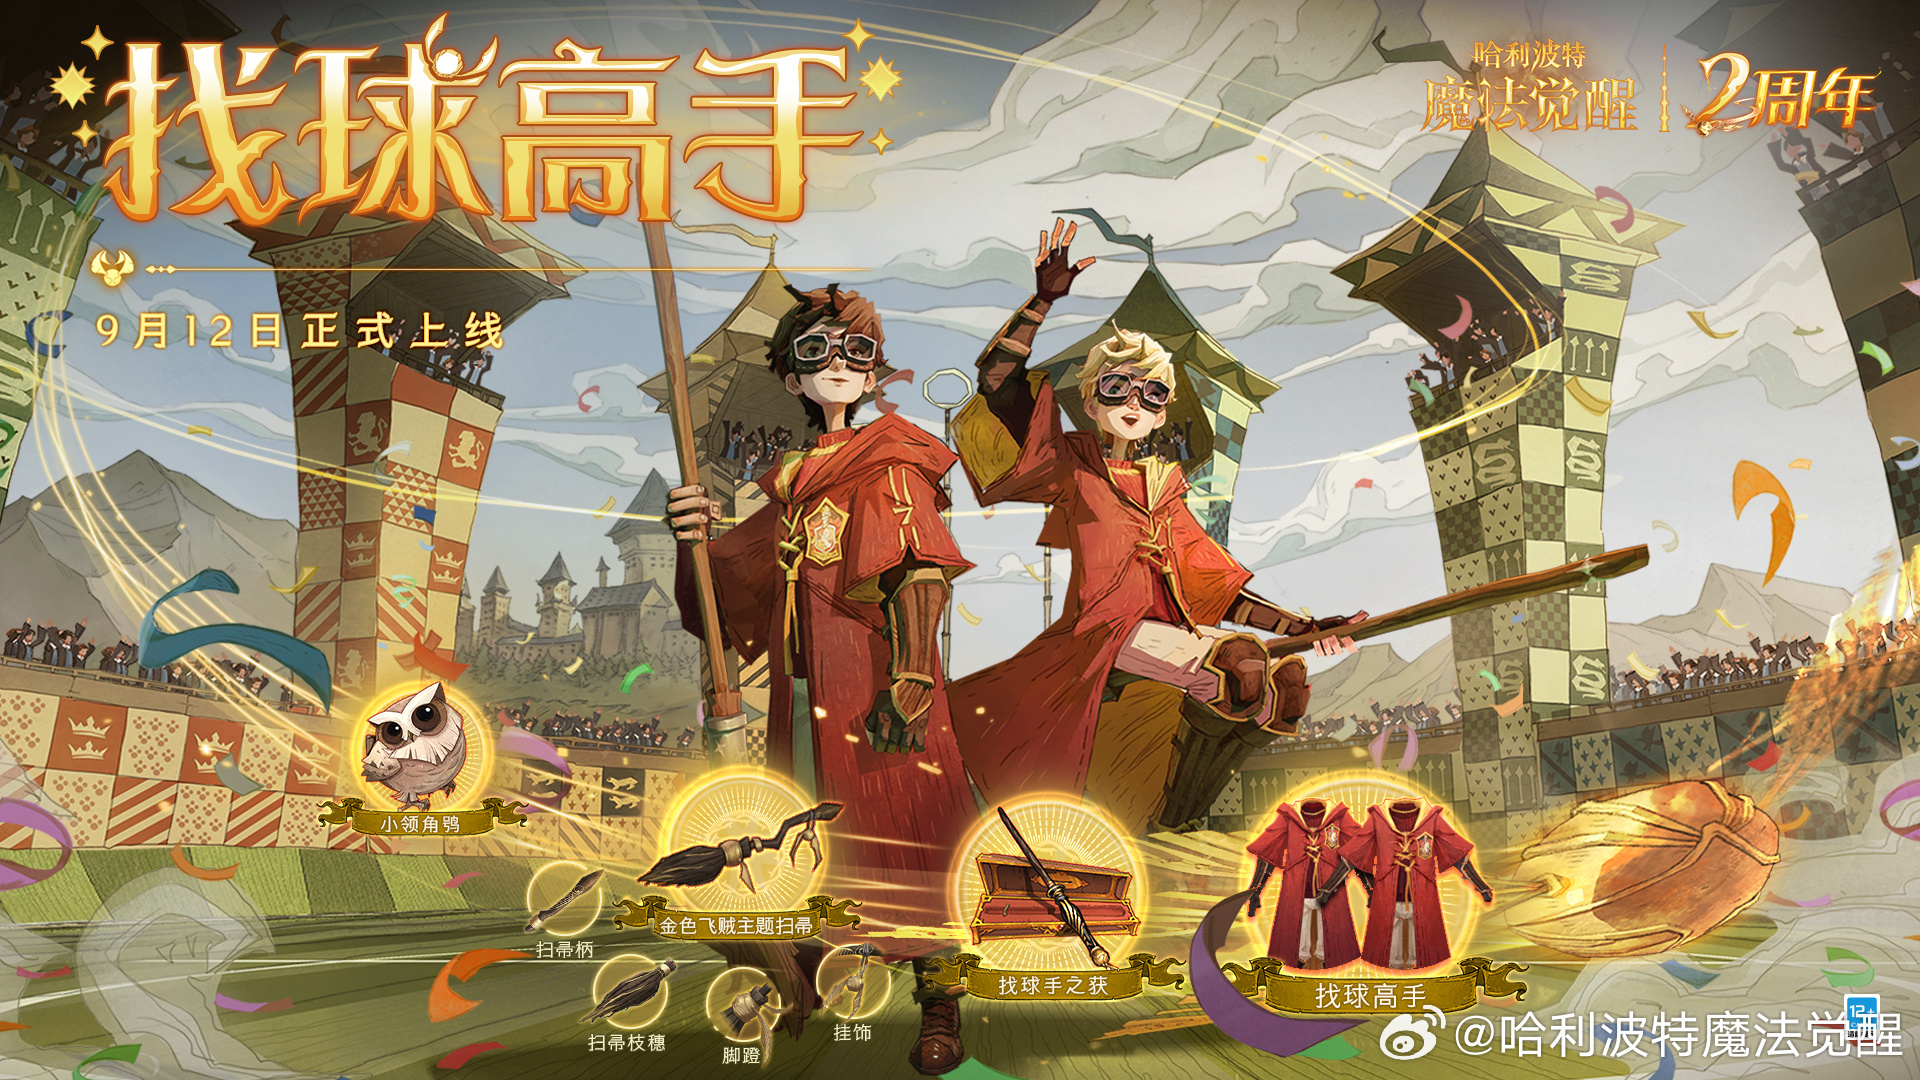 找球高手
哈利波特
魔法觉醒
2周年
9月12日正式上线
小领角鸮
金色飞贼主题扫帚
扫帚柄
扫帚枝穗
脚蹬
挂饰
找球手之获
找球高手
12+
@哈利波特魔法觉醒